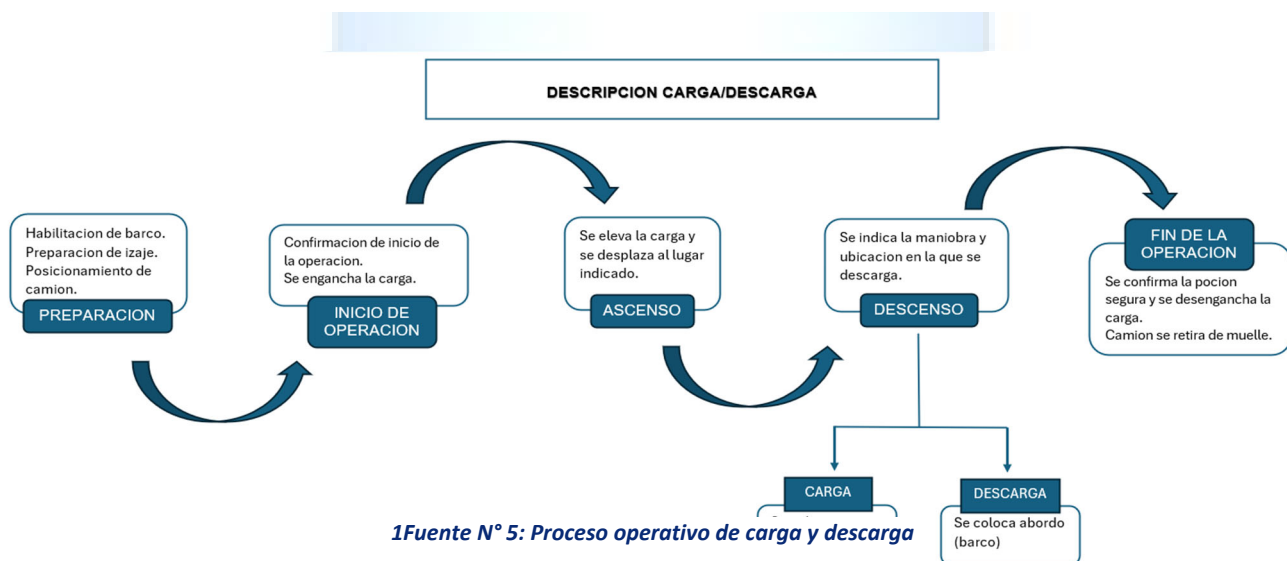 DESCRIPCION CARGA/DESCARGA
Habilitacion de barco.
Preparacion de izaje.
Posicionamiento de
camion.
PREPARACION
Confirmacion de inicio de
la operacion.
Se engancha la carga.
INICIO DE
OPERACION
Se eleva la carga y
se desplaza al lugar
indicado.
ASCENSO
Se indica la maniobra y
ubicacion en la que se
descarga.
DESCENSO
FIN DE LA
OPERACION
Se confirma la pocion
segura y se desengancha la
carga.
Camion se retira de muelle.
CARGA
DESCARGA
Se coloca abordo
(barco)
1Fuente N° 5: Proceso operativo de carga y descarga